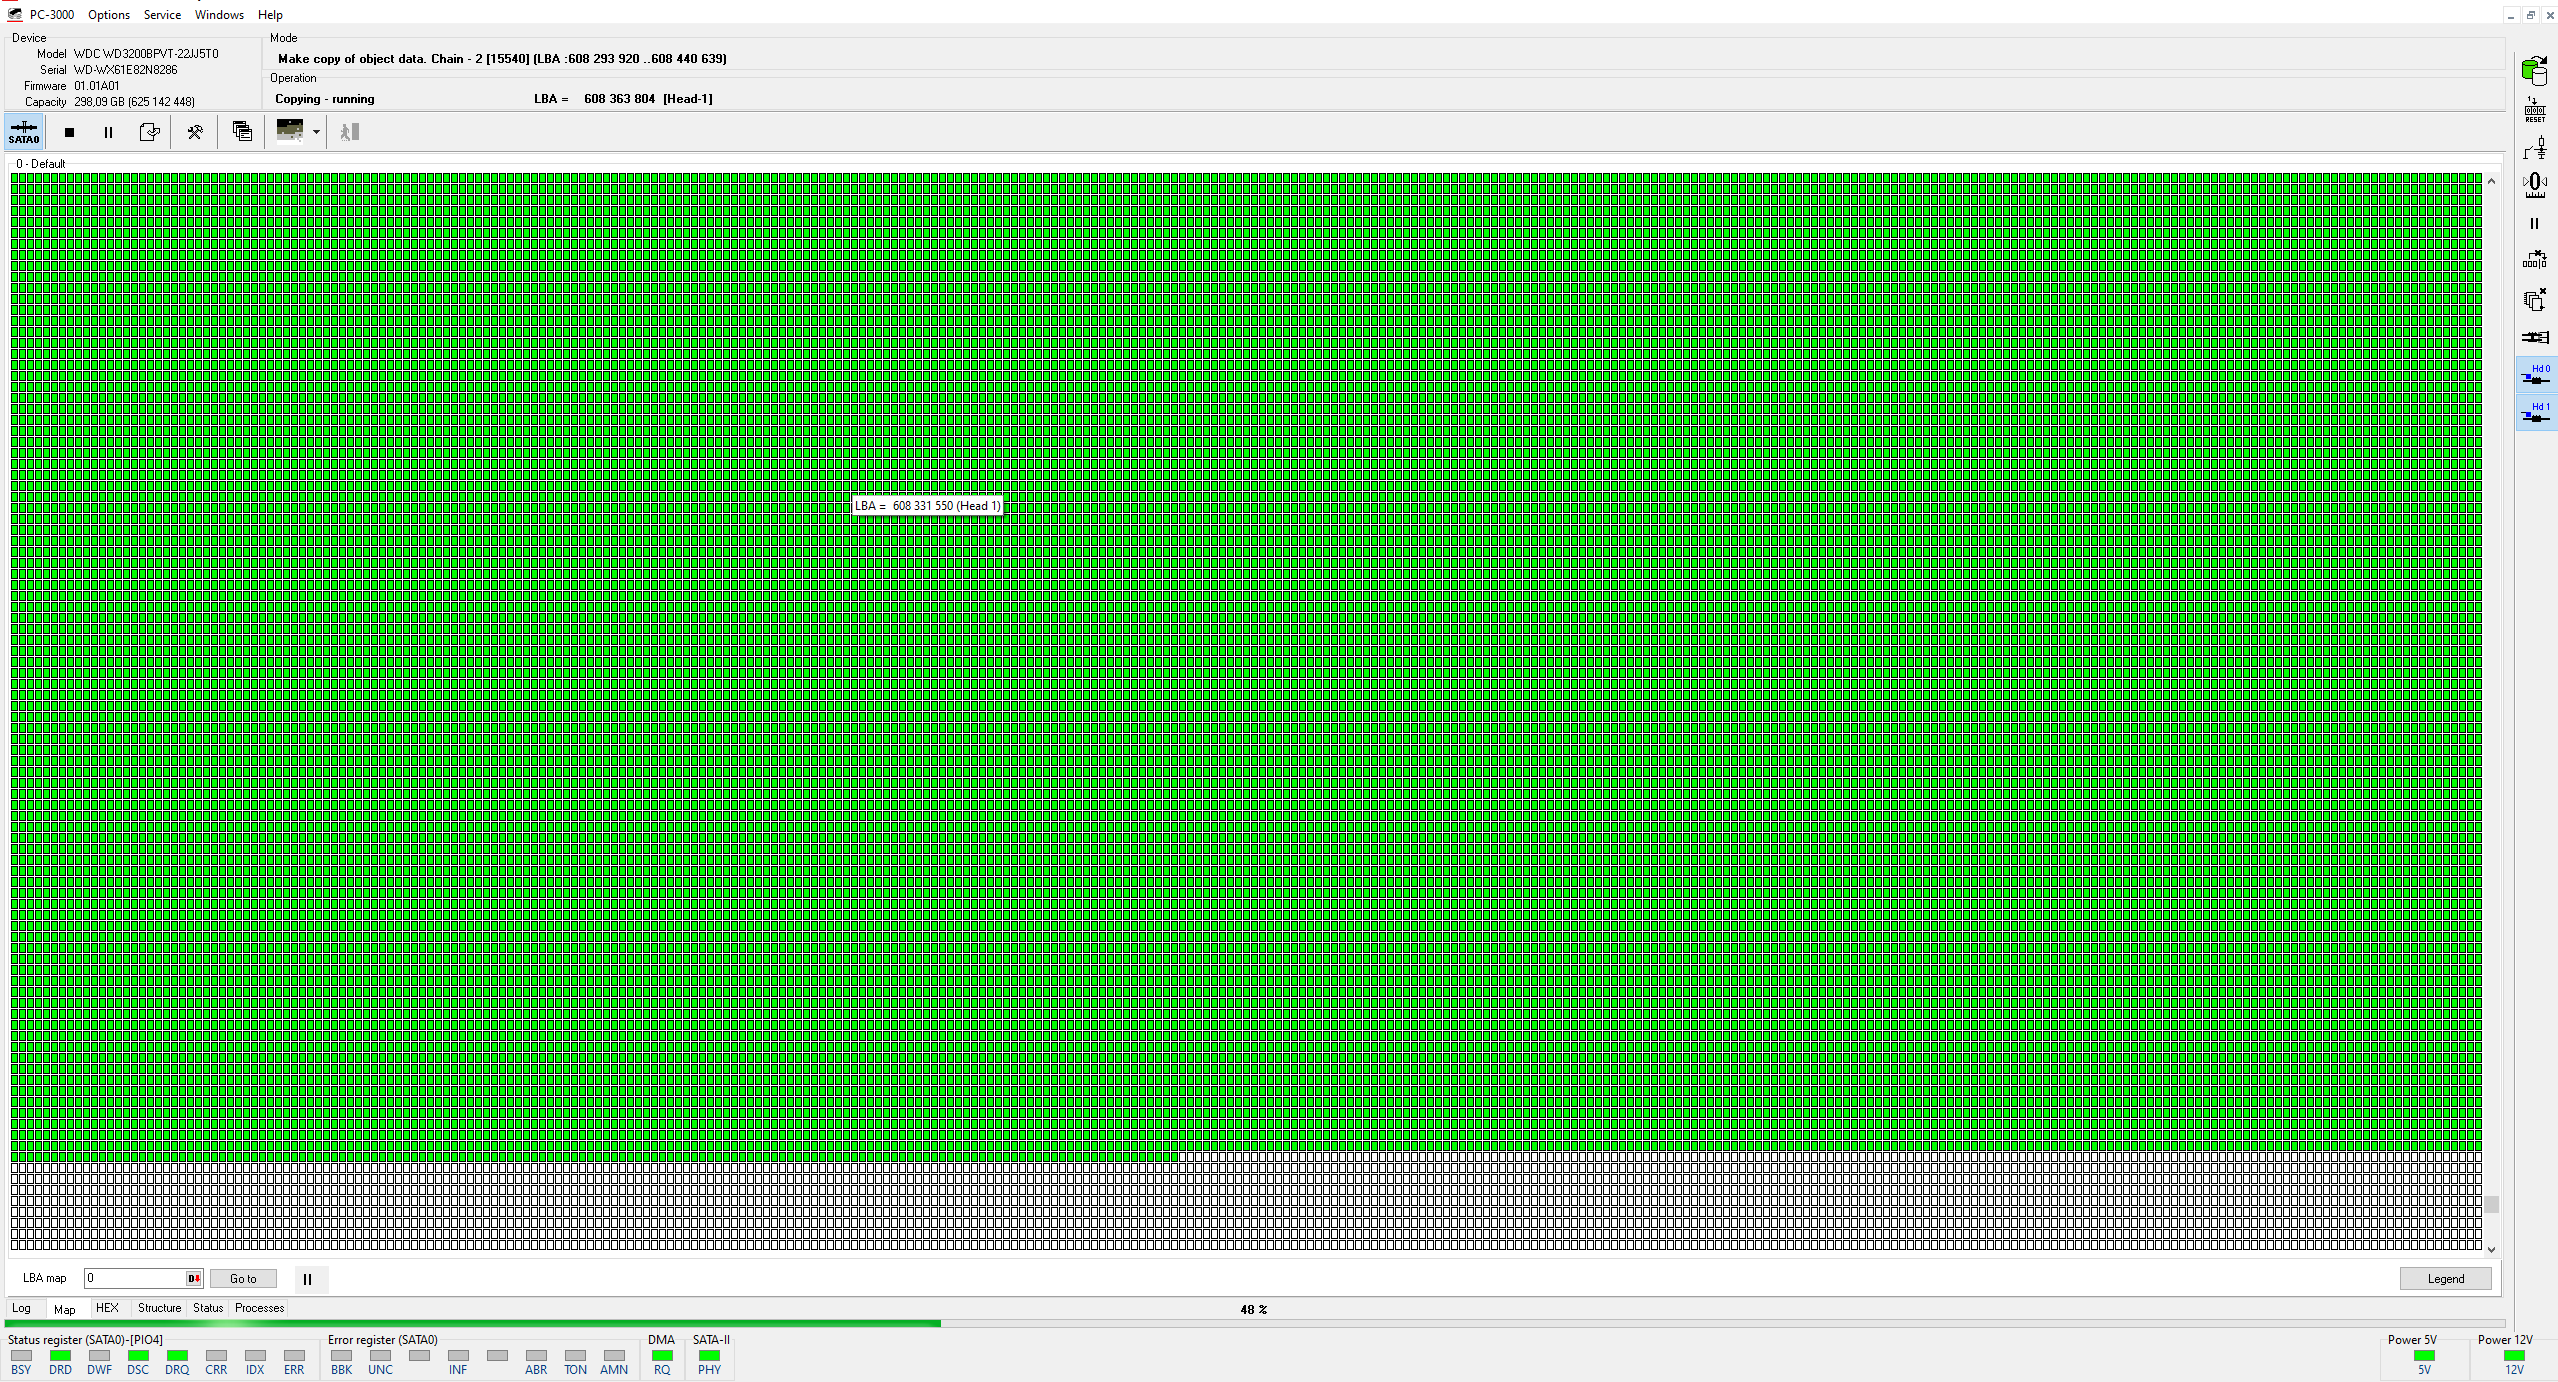 PC-3000 Options Service Windows Help
Device
Model WDC WD3200BPVT-22JJ5T0
Serial WD-WX61E82N8286
Firmware 01.01A01
Capacity 298,09 GB (625 142 448)
Mode
Make copy of object data. Chain - 2 [15540] (LBA :608 293 920 ..608 440 639)
Operation
Copying - running LBA = 608 363 804 [Head-1]
SATA0
0 - Default
LBA = 608 331 550 (Head 1)
RESET
Hd 0
Hd 1
LBA map 0 D Go to Legend
Log Map HEX Structure Status Processes 48 %
Status register (SATA0)-[PIO4] Error register (SATA0) DMA SATA-II Power 5V Power 12V
BSY DRD DWF DSC DRQ CRR IDX ERR BBK UNC INF ABR TON AMN RQ PHY 5V 12V